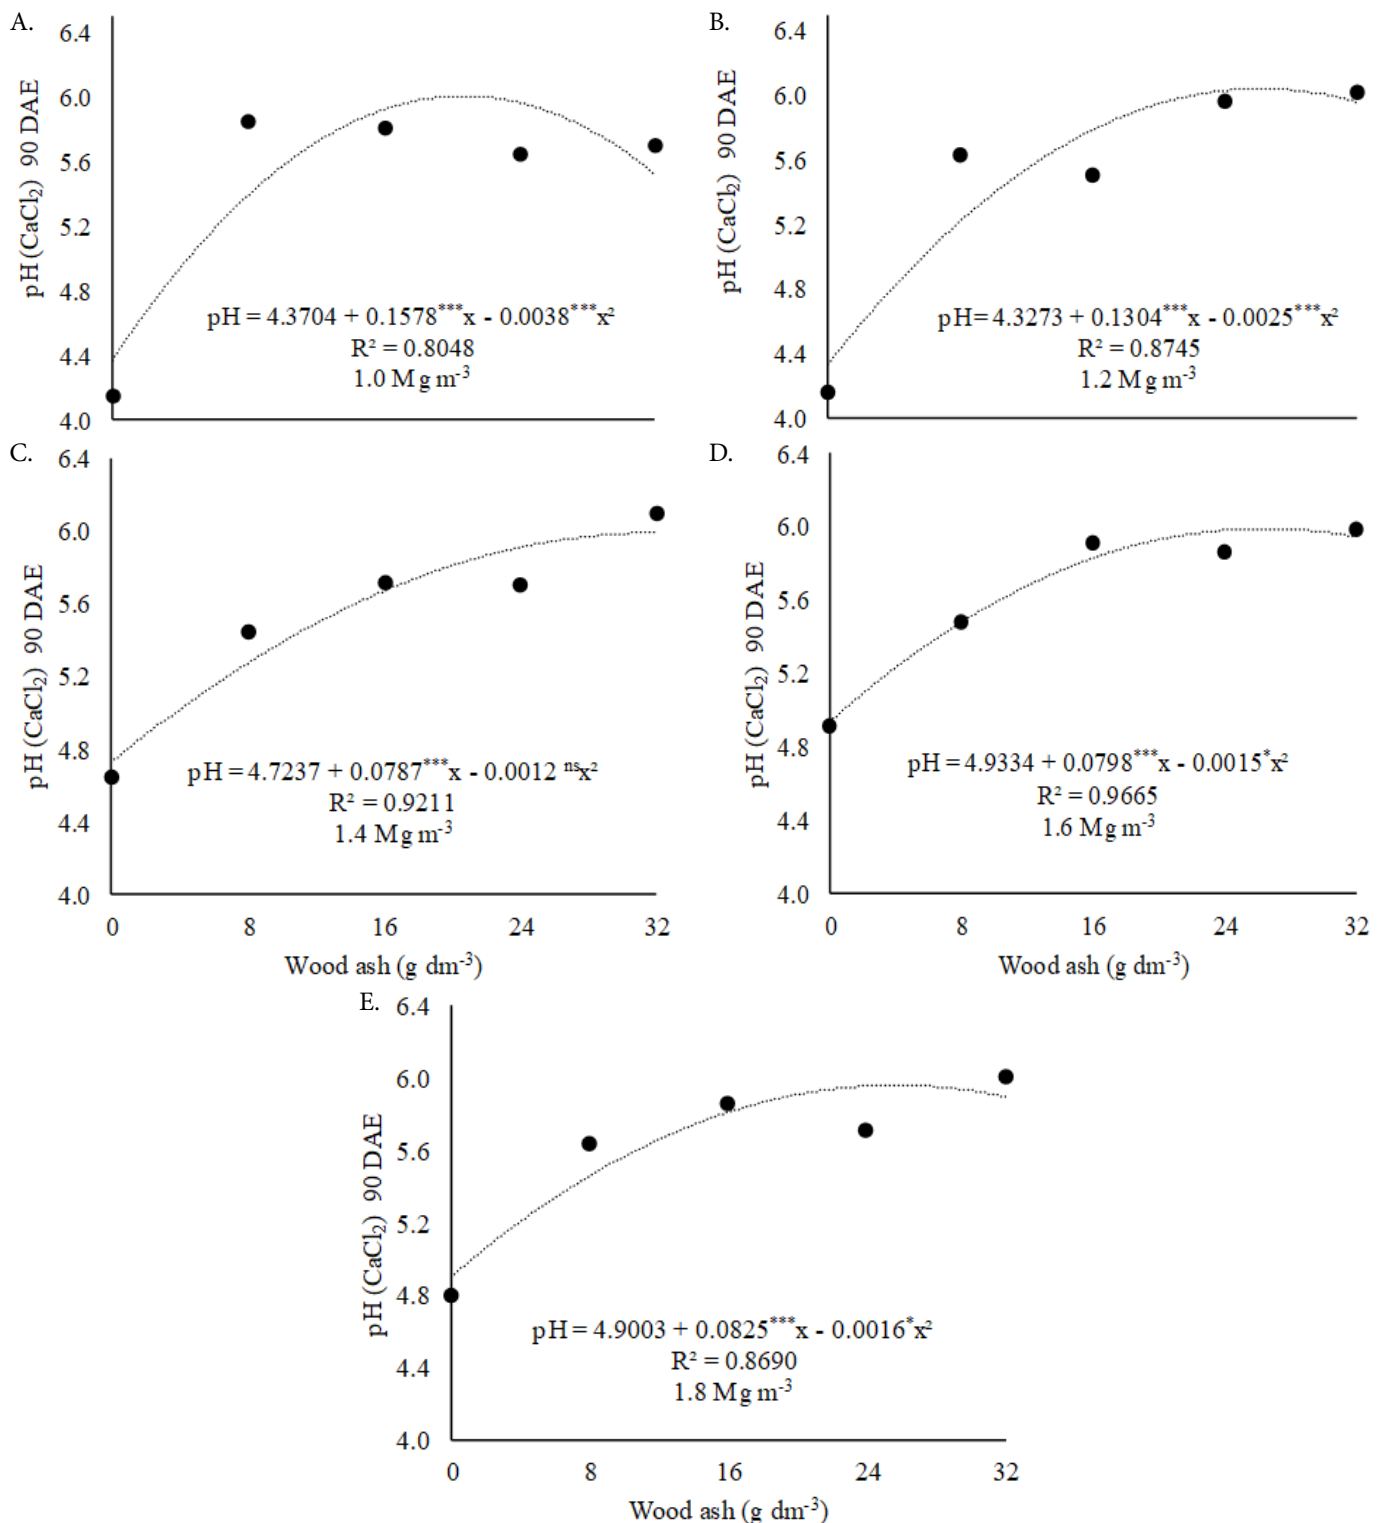 A.
pH (CaCl₂) 90 DAE
6.4
6.0
5.6
5.2
4.8
4.4
4.0
pH = 4.3704 + 0.1578***x - 0.0038***x²
R² = 0.8048
1.0 Mg m⁻³
B.
pH (CaCl₂) 90 DAE
6.4
6.0
5.6
5.2
4.8
4.4
4.0
pH= 4.3273 + 0.1304***x - 0.0025***x²
R² = 0.8745
1.2 Mg m⁻³
C.
pH (CaCl₂) 90 DAE
6.4
6.0
5.6
5.2
4.8
4.4
4.0
pH = 4.7237 + 0.0787***x - 0.0012 ⁿˢx²
R² = 0.9211
1.4 Mg m⁻³
0 8 16 24 32
Wood ash (g dm⁻³)
D.
pH (CaCl₂) 90 DAE
6.4
6.0
5.6
5.2
4.8
4.4
4.0
pH = 4.9334 + 0.0798***x - 0.0015*x²
R² = 0.9665
1.6 Mg m⁻³
0 8 16 24 32
Wood ash (g dm⁻³)
E.
pH (CaCl₂) 90 DAE
6.4
6.0
5.6
5.2
4.8
4.4
4.0
pH = 4.9003 + 0.0825***x - 0.0016*x²
R² = 0.8690
1.8 Mg m⁻³
0 8 16 24 32
Wood ash (g dm⁻³)